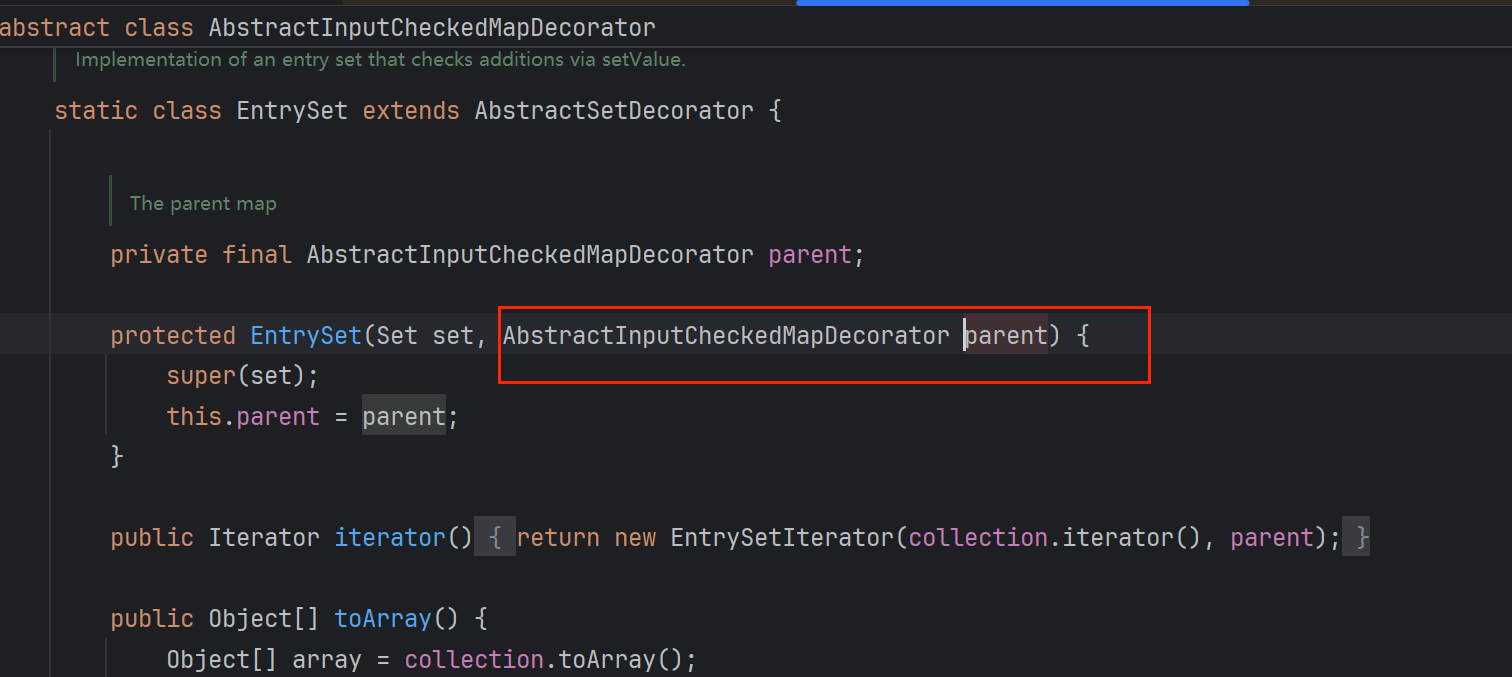 abstract class AbstractInputCheckedMapDecorator
Implementation of an entry set that checks additions via setValue.
static class EntrySet extends AbstractSetDecorator {
The parent map
private final AbstractInputCheckedMapDecorator parent;
protected EntrySet(Set set, AbstractInputCheckedMapDecorator parent) {
super(set);
this.parent = parent;
}
public Iterator iterator() { return new EntrySetIterator(collection.iterator(), parent); }
public Object[] toArray() {
Object[] array = collection.toArray();